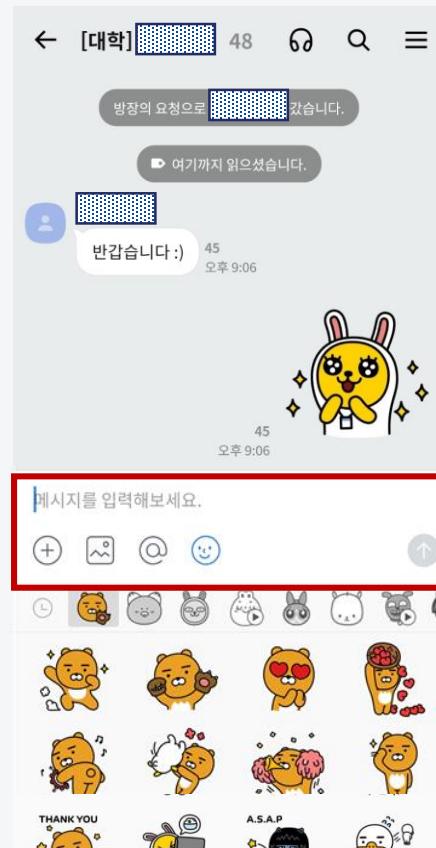 [대학] 48
방장의 요청으로 갔습니다.
여기까지 읽으셨습니다.
반갑습니다 :)
45
오후 9:06
45
오후 9:06
메시지를 입력해보세요.
THANK YOU
A.S.A.P